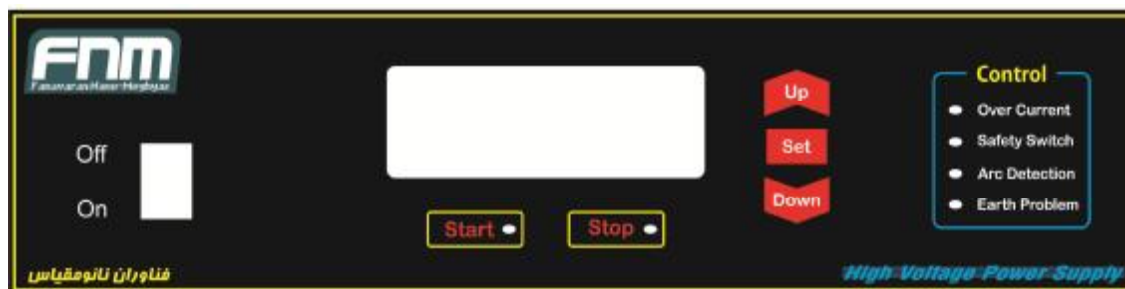 FNM
Fanavaran Nano-Meghyas
Off
On
Start
Stop
Up
Set
Down
Control
Over Current
Safety Switch
Arc Detection
Earth Problem
فناوران نانومقیاس
High Voltage Power Supply